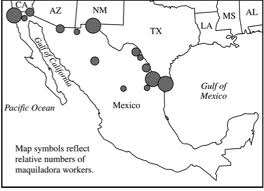 CA
AZ
NM
TX
LA
MS
AL
Gulf of California
Pacific Ocean
Mexico
Gulf of
Mexico
Map symbols reflect
relative numbers of
maquiladora workers.